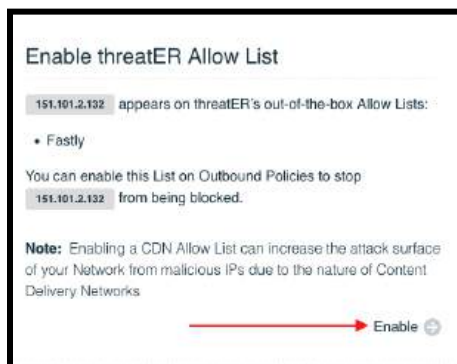 Enable threatER Allow List
151.101.2.132 appears on threatER's out-of-the-box Allow Lists:
• Fastly
You can enable this List on Outbound Policies to stop
151.101.2.132 from being blocked.
Note: Enabling a CDN Allow List can increase the attack surface
of your Network from malicious IPs due to the nature of Content
Delivery Networks
Enable